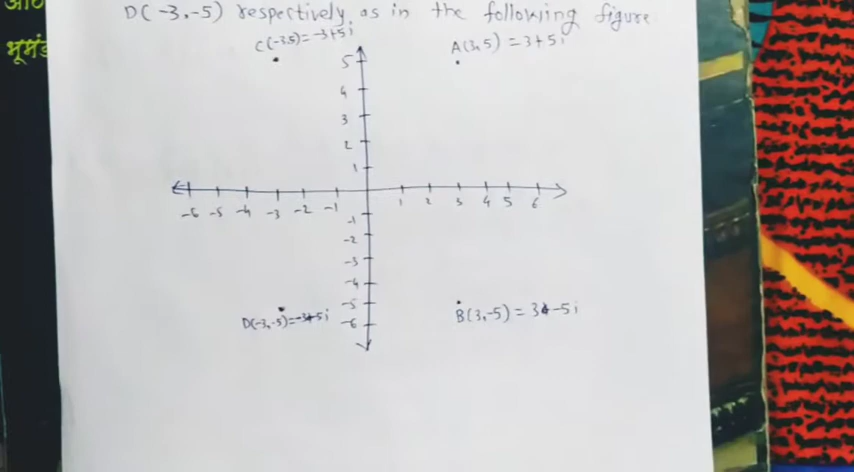 D(-3,-5) respectively, as in the following figure
C(-3,5)=-3+5i
A(3,5) = 3+5i
5
4
3
2
1
-6 -5 -4 -3 -2 -1 1 2 3 4 5 6
-1
-2
-3
-4
-5
-6
D(-3,-5)=-3-5i
B(3,-5) = 3-5i